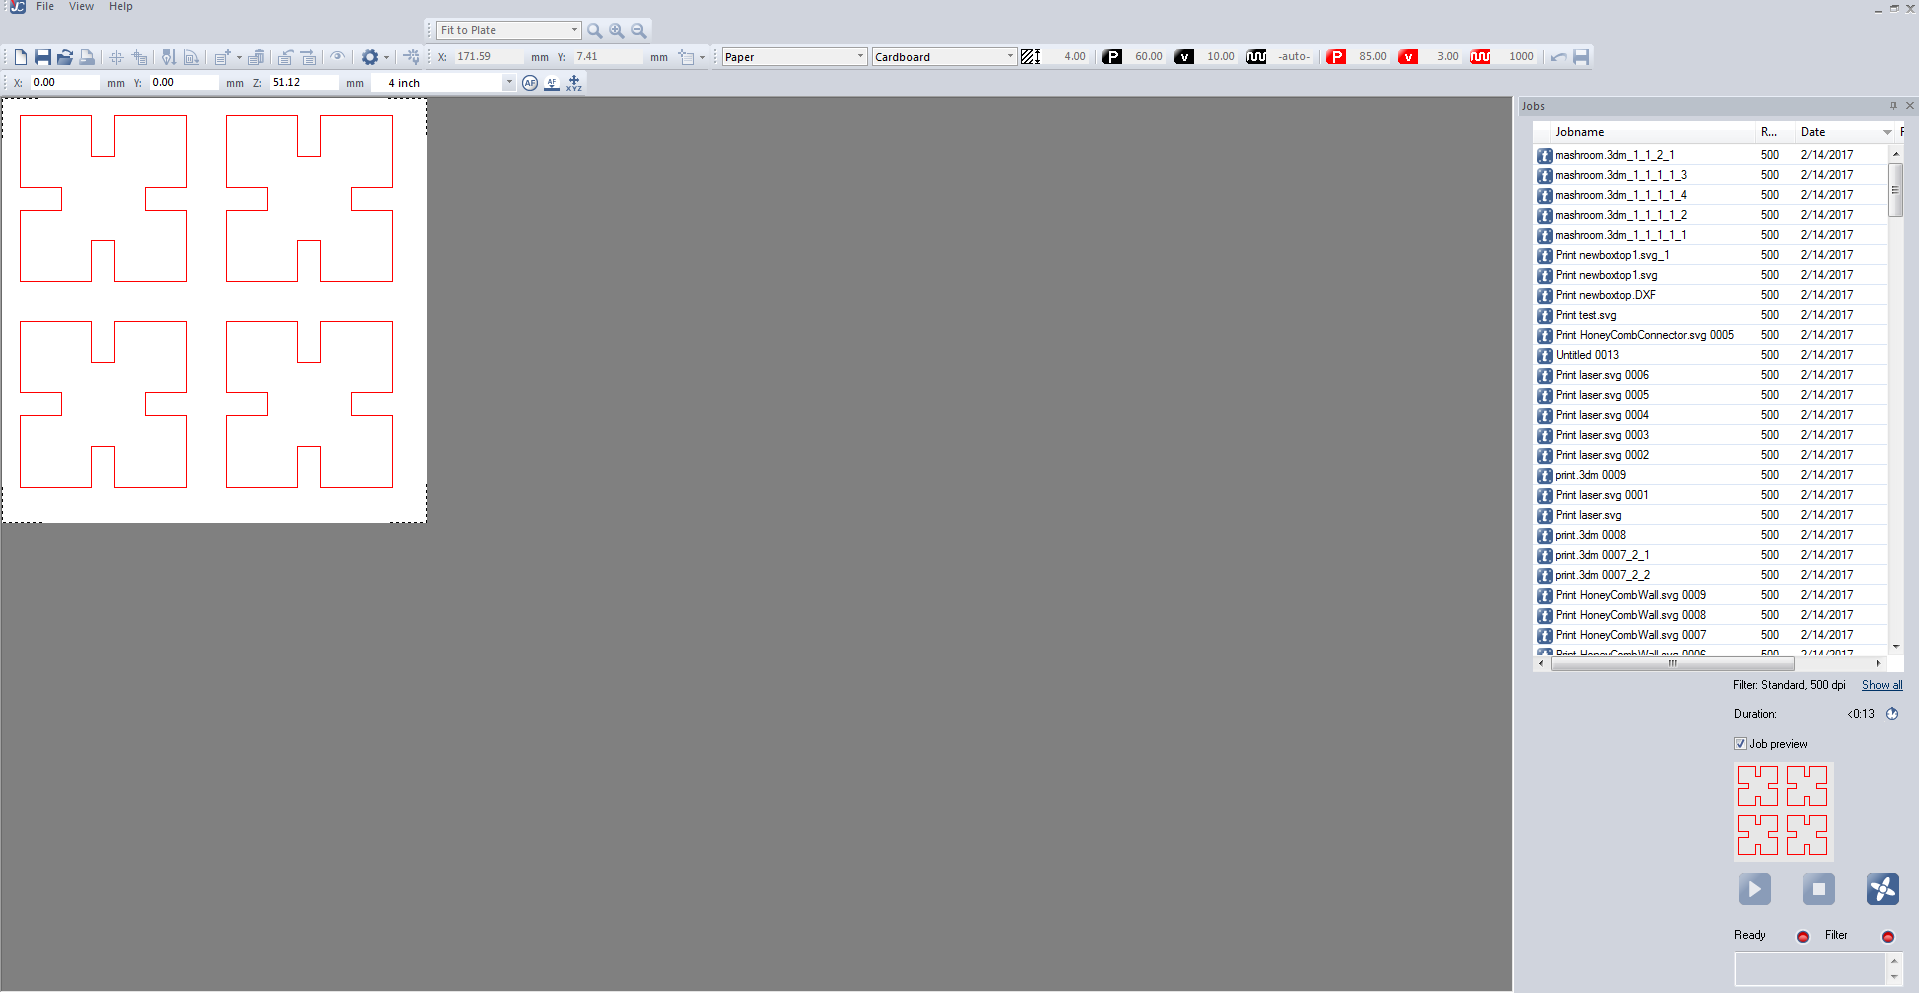 JC File View Help
Fit to Plate
X: 171.59 mm Y: 7.41 mm Paper Cardboard 4.00 P 60.00 v 10.00 -auto- P 85.00 v 3.00 1000
X: 0.00 mm Y: 0.00 mm Z: 51.12 mm 4 inch AF AF XYZ
Jobs
Jobname R... Date
mashroom.3dm_1_1_2_1 500 2/14/2017
mashroom.3dm_1_1_1_1_3 500 2/14/2017
mashroom.3dm_1_1_1_1_4 500 2/14/2017
mashroom.3dm_1_1_1_1_2 500 2/14/2017
mashroom.3dm_1_1_1_1_1 500 2/14/2017
Print newboxtop1.svg_1 500 2/14/2017
Print newboxtop1.svg 500 2/14/2017
Print newboxtop.DXF 500 2/14/2017
Print test.svg 500 2/14/2017
Print HoneyCombConnector.svg 0005 500 2/14/2017
Untitled 0013 500 2/14/2017
Print laser.svg 0006 500 2/14/2017
Print laser.svg 0005 500 2/14/2017
Print laser.svg 0004 500 2/14/2017
Print laser.svg 0003 500 2/14/2017
Print laser.svg 0002 500 2/14/2017
print.3dm 0009 500 2/14/2017
Print laser.svg 0001 500 2/14/2017
Print laser.svg 500 2/14/2017
print.3dm 0008 500 2/14/2017
print.3dm 0007_2_1 500 2/14/2017
print.3dm 0007_2_2 500 2/14/2017
Print HoneyCombWall.svg 0009 500 2/14/2017
Print HoneyCombWall.svg 0008 500 2/14/2017
Print HoneyCombWall.svg 0007 500 2/14/2017
Print HoneyCombWall.svg 0006 500 2/14/2017
Filter: Standard, 500 dpi Show all
Duration: <0:13
Job preview
Ready Filter